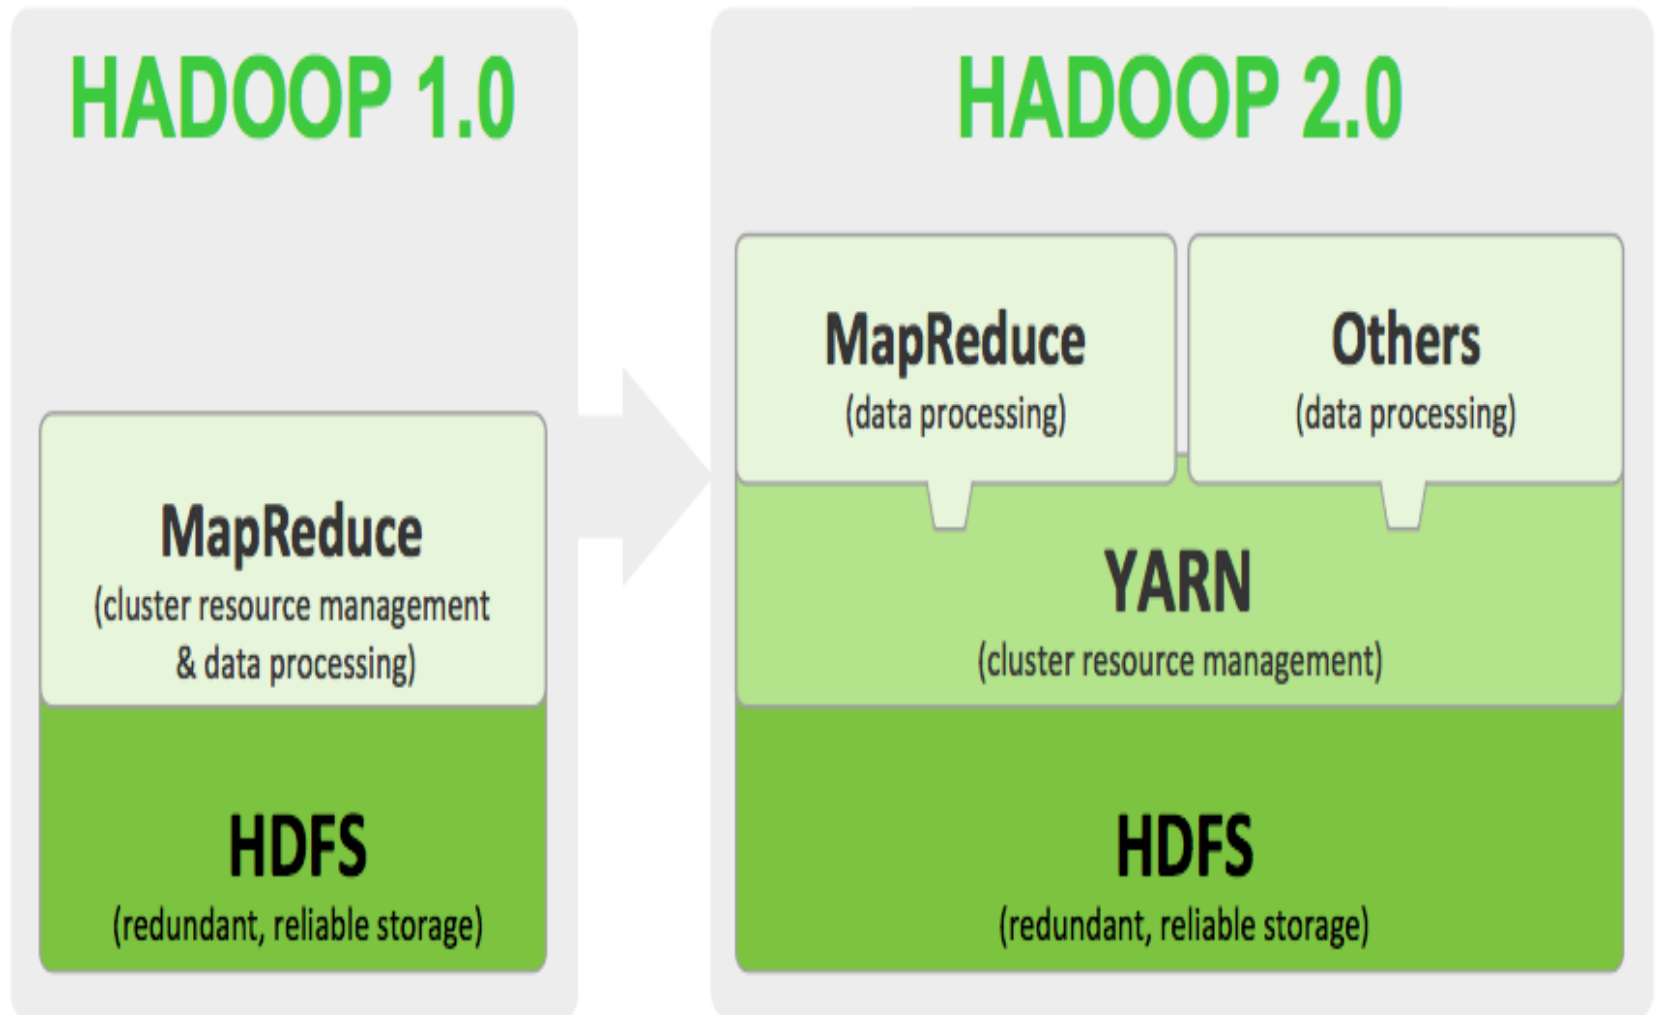 HADOOP 1.0
MapReduce
(cluster resource management
& data processing)
HDFS
(redundant, reliable storage)
HADOOP 2.0
MapReduce
(data processing)
Others
(data processing)
YARN
(cluster resource management)
HDFS
(redundant, reliable storage)